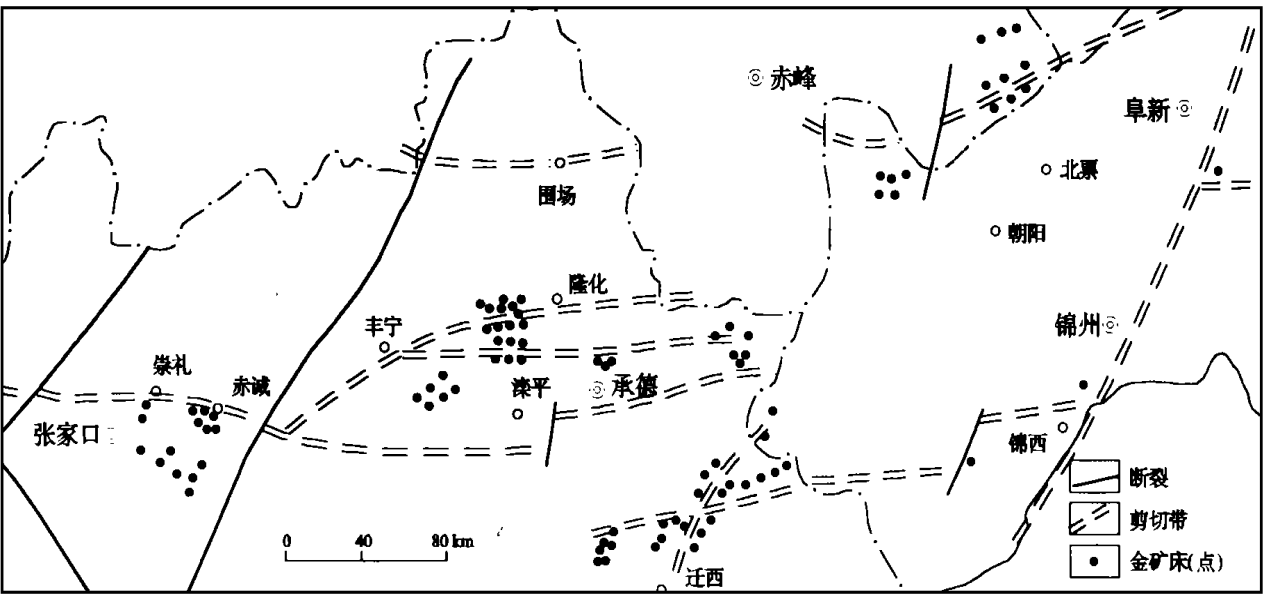 赤峰
阜新
北票
围场
朝阳
隆化
丰宁
锦州
崇礼
赤诚
滦平
承德
张家口
锦西
断裂
剪切带
0 40 80 km
金矿床(点)
迁西